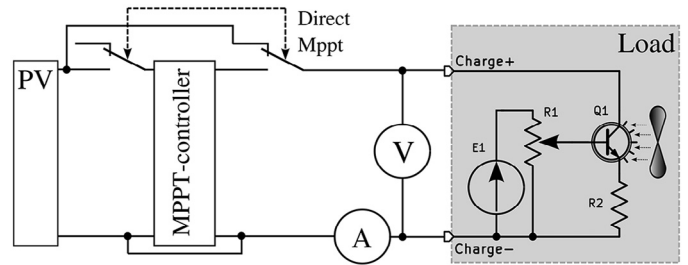 Direct
Mppt
PV
MPPT-controller
V
A
Load
Charge+
E1
R1
Q1
R2
Charge−